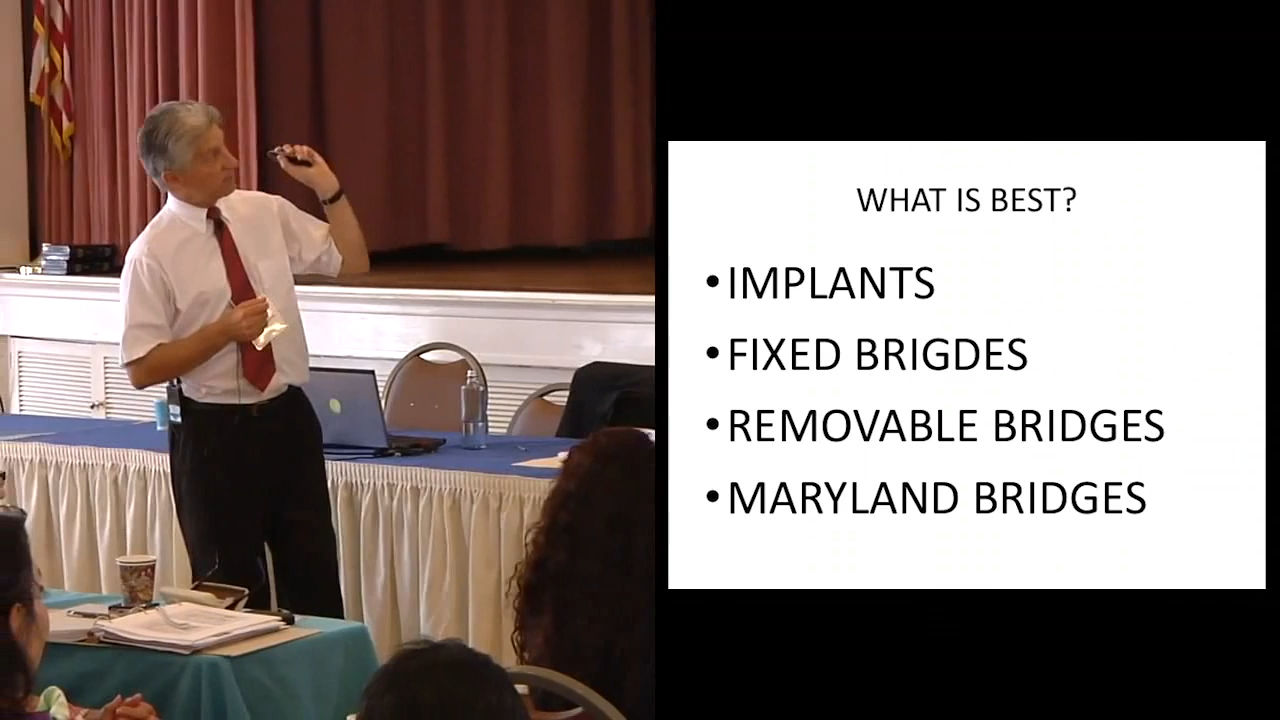 WHAT IS BEST?
•IMPLANTS
•FIXED BRIGDES
•REMOVABLE BRIDGES
•MARYLAND BRIDGES